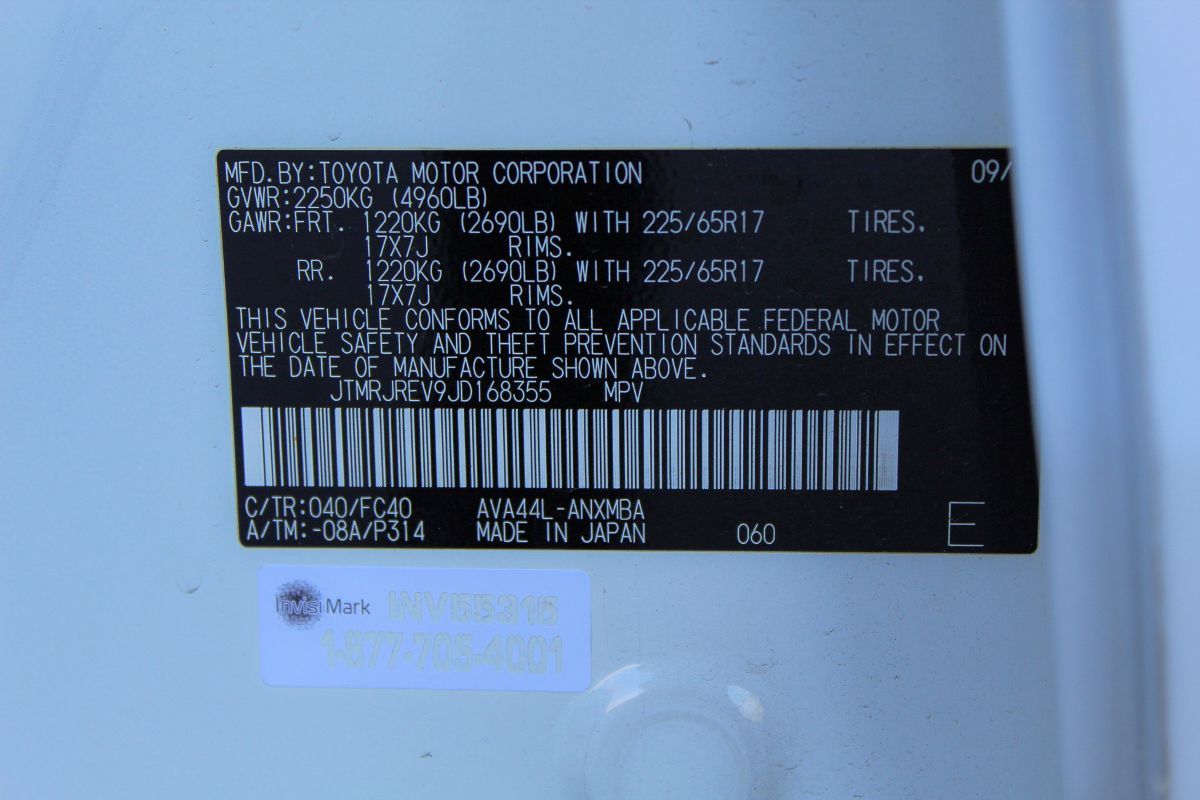 MFD.BY:TOYOTA MOTOR CORPORATION 09/
GVWR:2250KG (4960LB)
GAWR:FRT. 1220KG (2690LB) WITH 225/65R17 TIRES.
17X7J RIMS.
RR. 1220KG (2690LB) WITH 225/65R17 TIRES.
17X7J RIMS.
THIS VEHICLE CONFORMS TO ALL APPLICABLE FEDERAL MOTOR
VEHICLE SAFETY AND THEFT PREVENTION STANDARDS IN EFFECT ON
THE DATE OF MANUFACTURE SHOWN ABOVE.
JTMRJREV9JD168355 MPV
C/TR:040/FC40 AVA44L-ANXMBA
A/TM:-08A/P314 MADE IN JAPAN 060 E
InvisiMark INV55315
1-877-705-4001